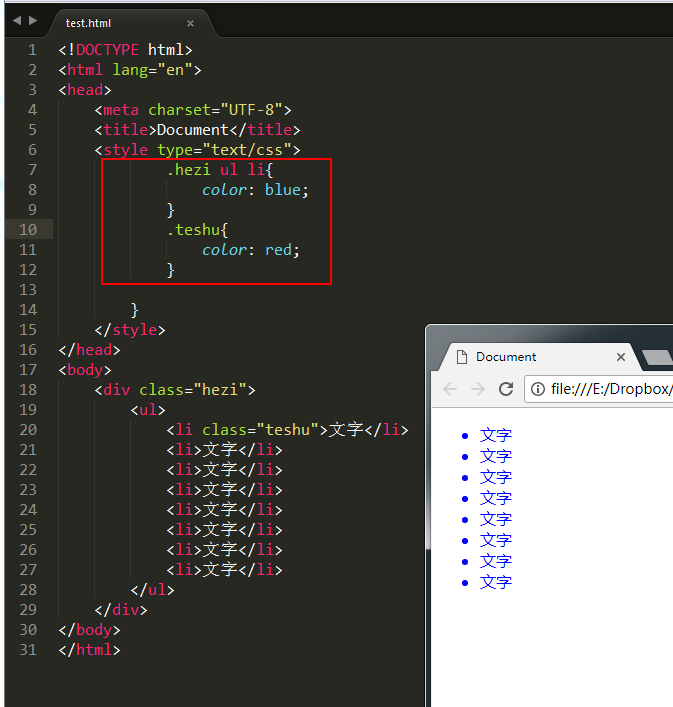 test.html
1 <!DOCTYPE html>
2 <html lang="en">
3 <head>
4     <meta charset="UTF-8">
5     <title>Document</title>
6     <style type="text/css">
7             .hezi ul li{
8                 color: blue;
9             }
10             .teshu{
11                 color: red;
12             }
13
14         }
15     </style>
16 </head>
17 <body>
18     <div class="hezi">
19         <ul>
20             <li class="teshu">文字</li>
21             <li>文字</li>
22             <li>文字</li>
23             <li>文字</li>
24             <li>文字</li>
25             <li>文字</li>
26             <li>文字</li>
27             <li>文字</li>
28         </ul>
29     </div>
30 </body>
31 </html>
Document
file:///E:/Dropbox/
文字
文字
文字
文字
文字
文字
文字
文字